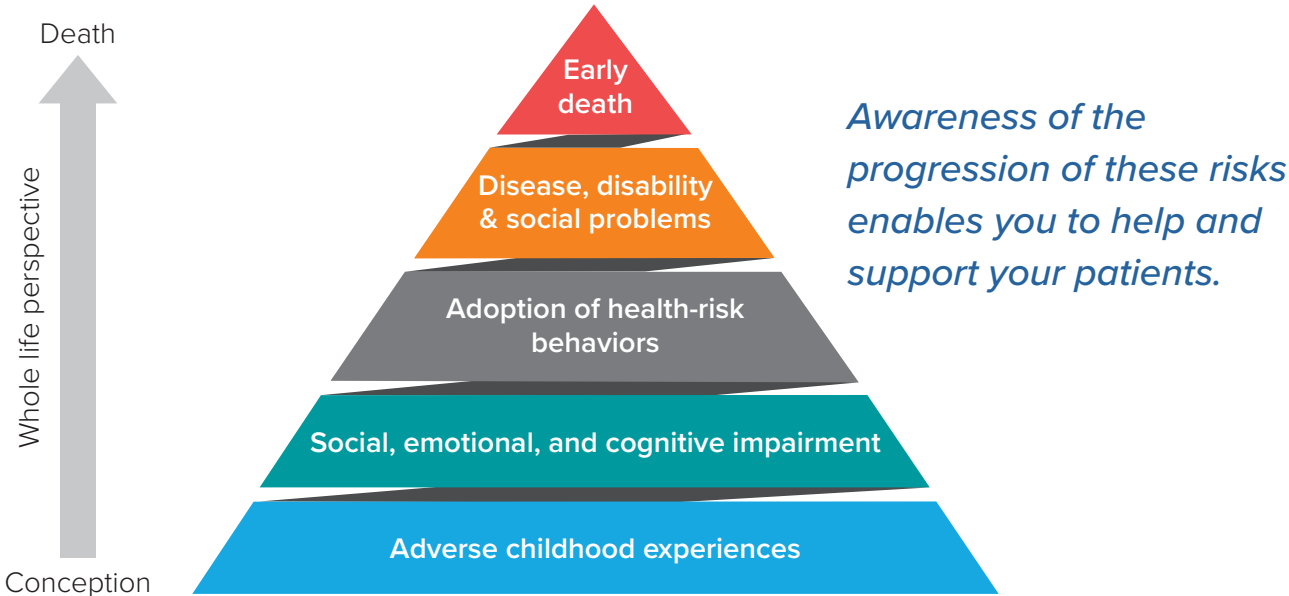 Death
Whole life perspective
Conception
Early
death
Disease, disability
& social problems
Adoption of health-risk
behaviors
Social, emotional, and cognitive impairment
Adverse childhood experiences
Awareness of the
progression of these risks
enables you to help and
support your patients.